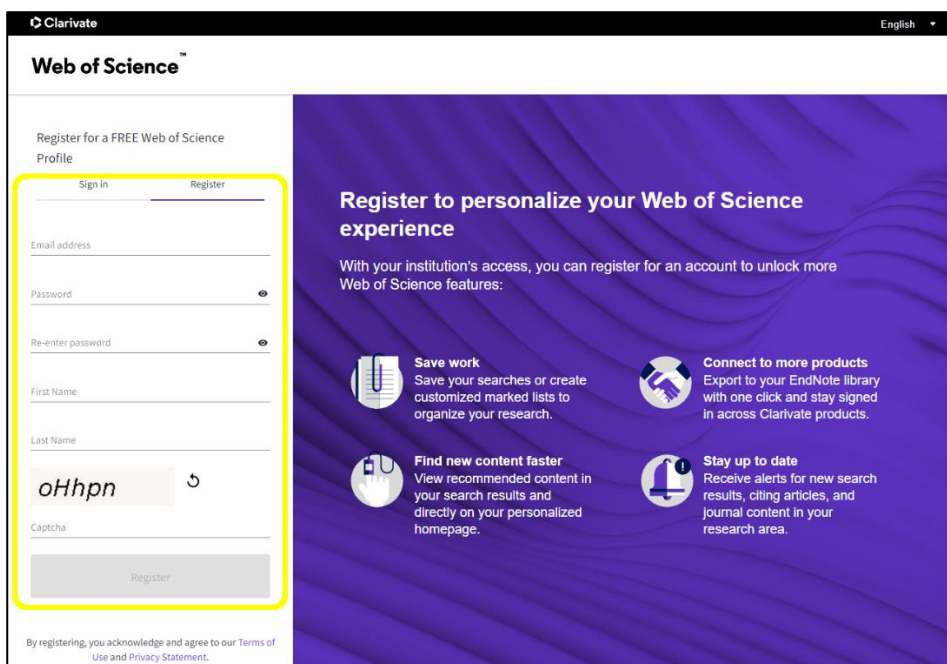 Clarivate
English
Web of Science™
Register for a FREE Web of Science
Profile
Sign in
Register
Email address
Password
Re-enter password
First Name
Last Name
oHhpn
Captcha
Register
By registering, you acknowledge and agree to our Terms of
Use and Privacy Statement.
Register to personalize your Web of Science
experience
With your institution's access, you can register for an account to unlock more
Web of Science features:
Save work
Save your searches or create
customized marked lists to
organize your research.
Connect to more products
Export to your EndNote library
with one click and stay signed
in across Clarivate products.
Find new content faster
View recommended content in
your search results and
directly on your personalized
homepage.
Stay up to date
Receive alerts for new search
results, citing articles, and
journal content in your
research area.